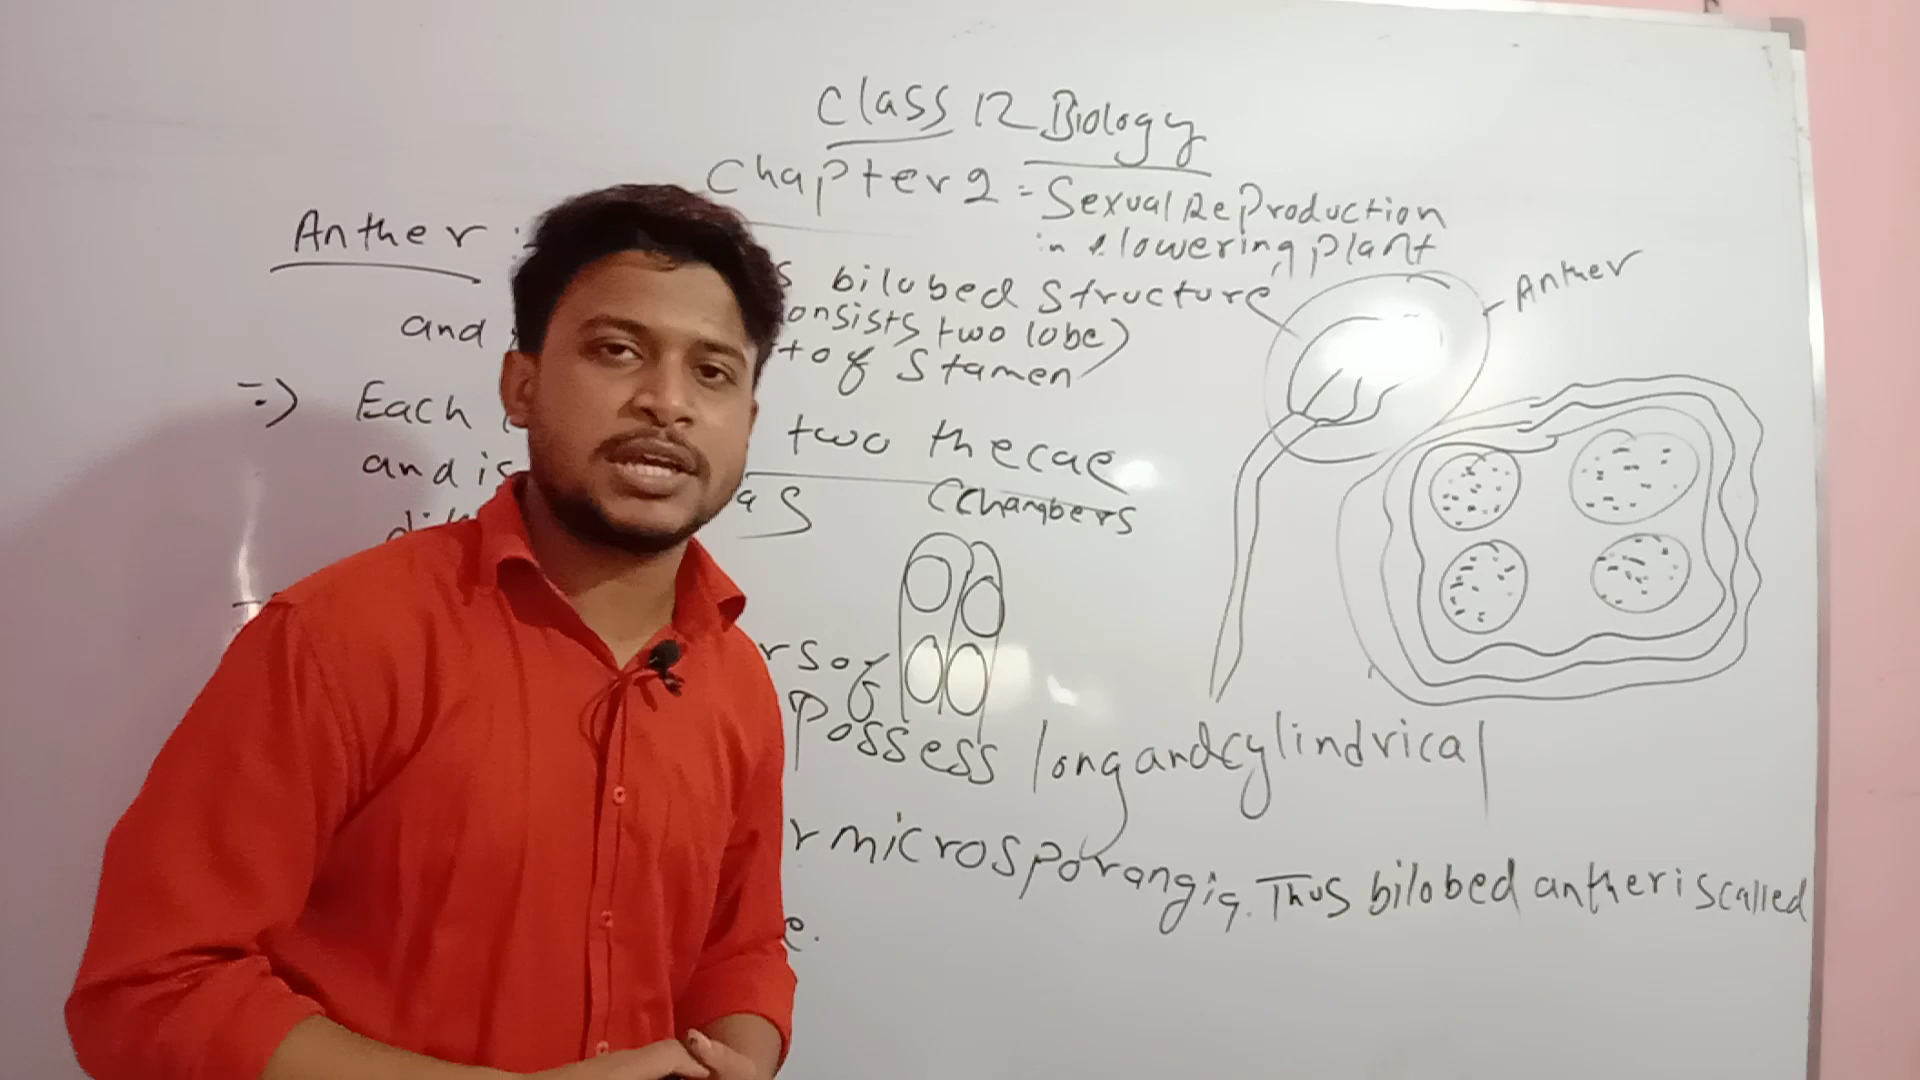 Class 12 Biology
Chapter 2 = Sexual Reproduction
in flowering plant
Anther :
bilobed structure
Anther
and
onsists two lobe)
to of Stamen
=> Each
two thecae
and is
as
(Chambers
rs of
Possess long and cylindrical
r microsporangia. Thus bilobed anther is called
e.